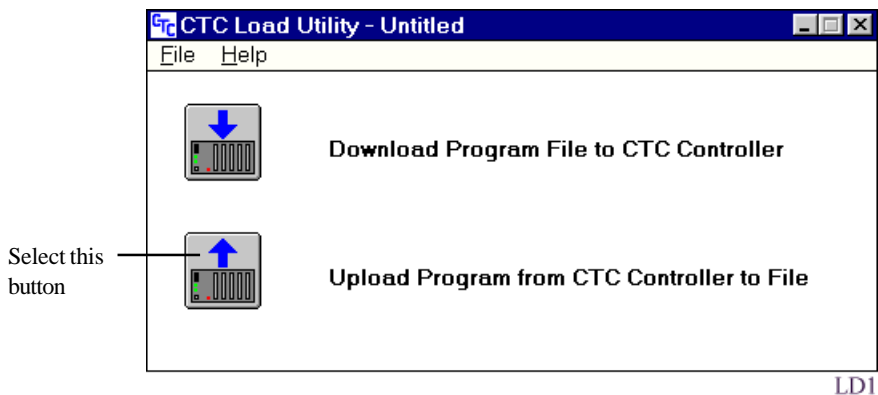 CTC CTC Load Utility - Untitled
File Help
Download Program File to CTC Controller
Select this
button
Upload Program from CTC Controller to File
LD1